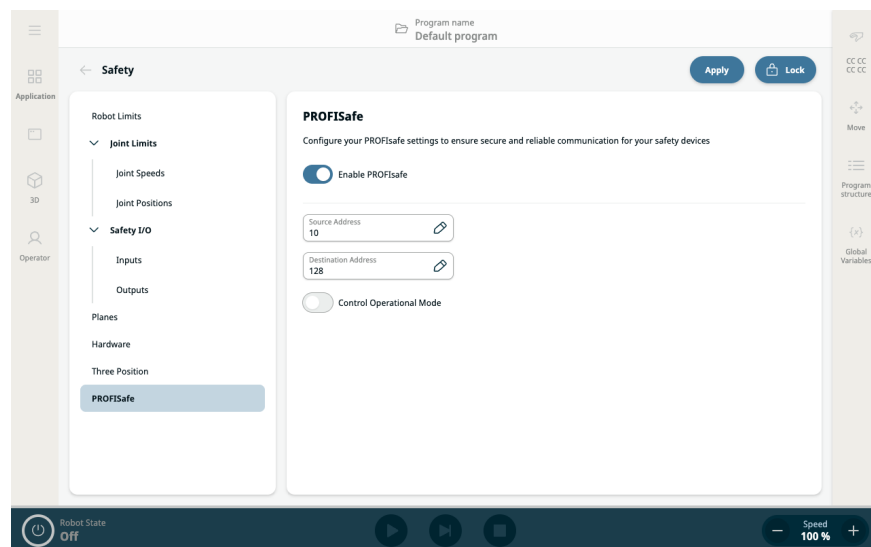 Program name
Default program
Safety
Apply
Lock
Application
3D
Operator
Robot Limits
Joint Limits
Joint Speeds
Joint Positions
Safety I/O
Inputs
Outputs
Planes
Hardware
Three Position
PROFISafe
PROFISafe
Configure your PROFIsafe settings to ensure secure and reliable communication for your safety devices
Enable PROFIsafe
Source Address
10
Destination Address
128
Control Operational Mode
CC CC
CC CC
Move
Program
structure
{x}
Global
Variables
Robot State
Off
Speed
100 %